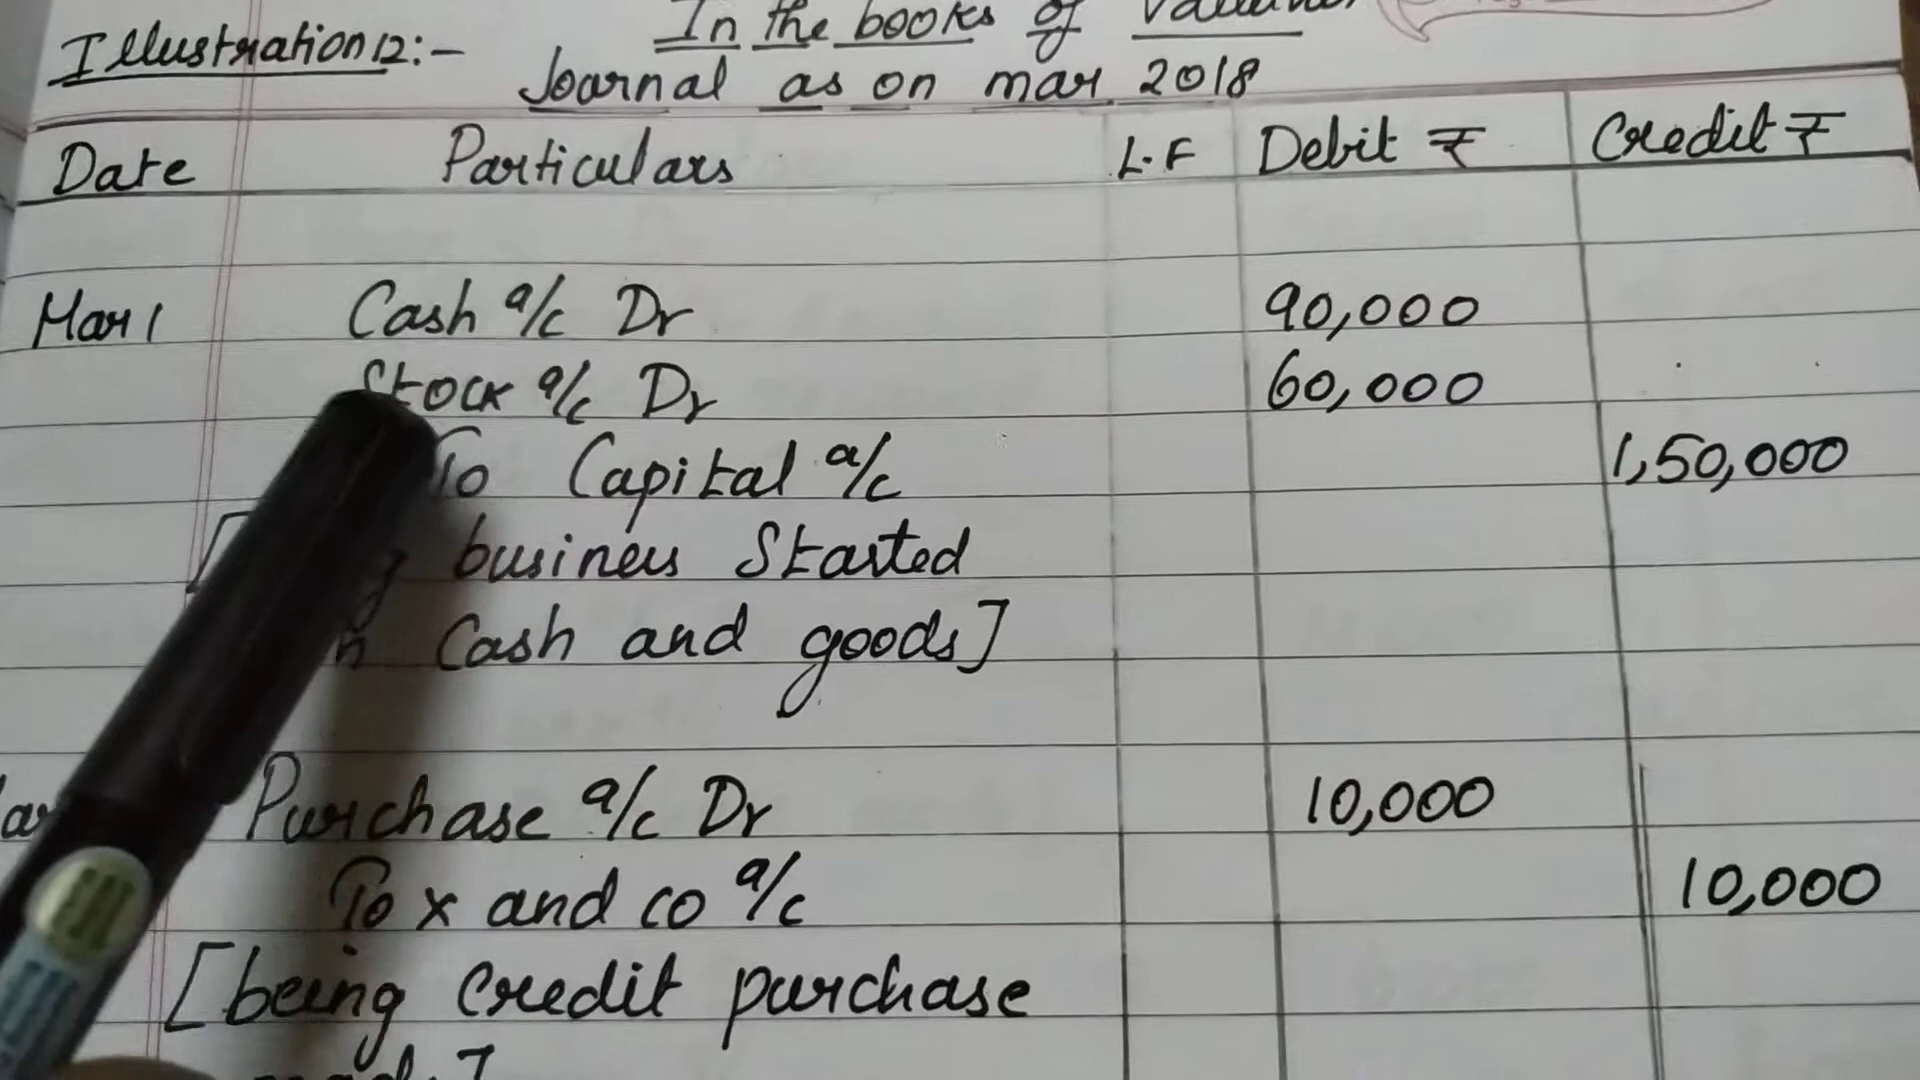 Illustration 12:-
In the books of
Journal as on mar 2018
Date Particulars L.F Debit ₹ Credit ₹
Mar 1 Cash a/c Dr 90,000
Stock a/c Dr 60,000
To Capital a/c 1,50,000
business Started
Cash and goods]
Purchase a/c Dr 10,000
To x and co a/c 10,000
[being credit purchase